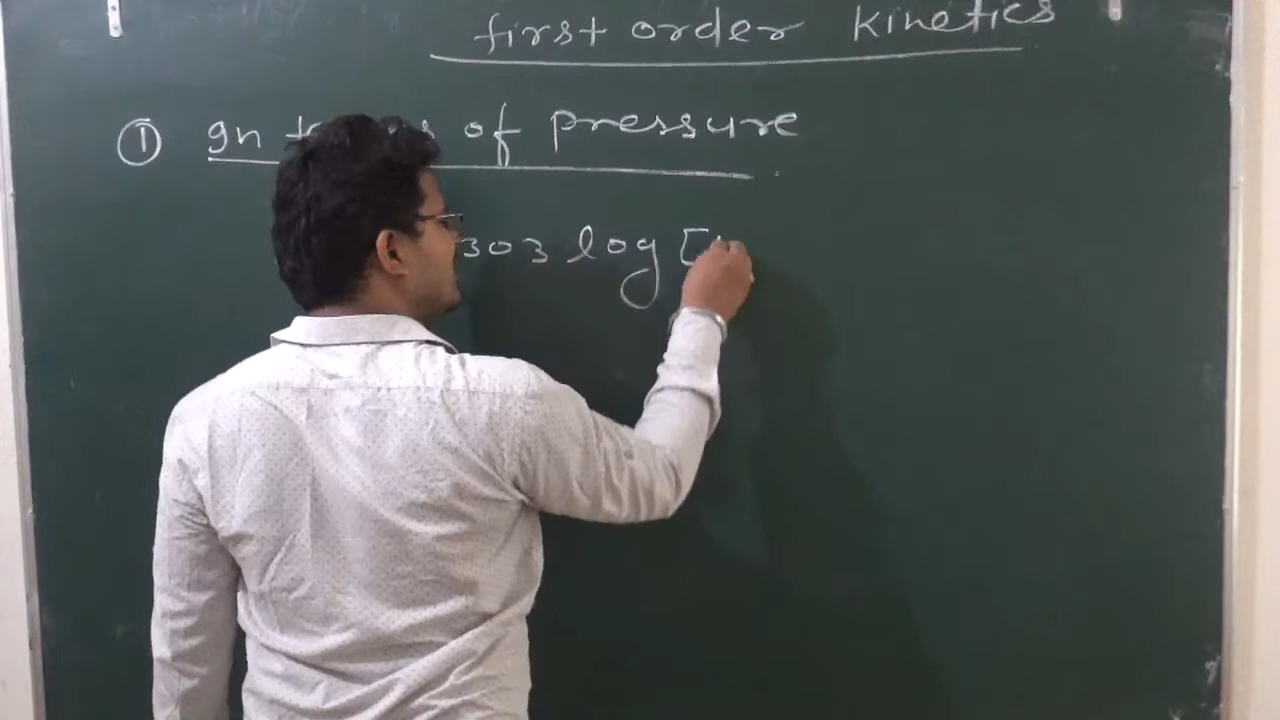 first order kinetics
① In of pressure
303 log [